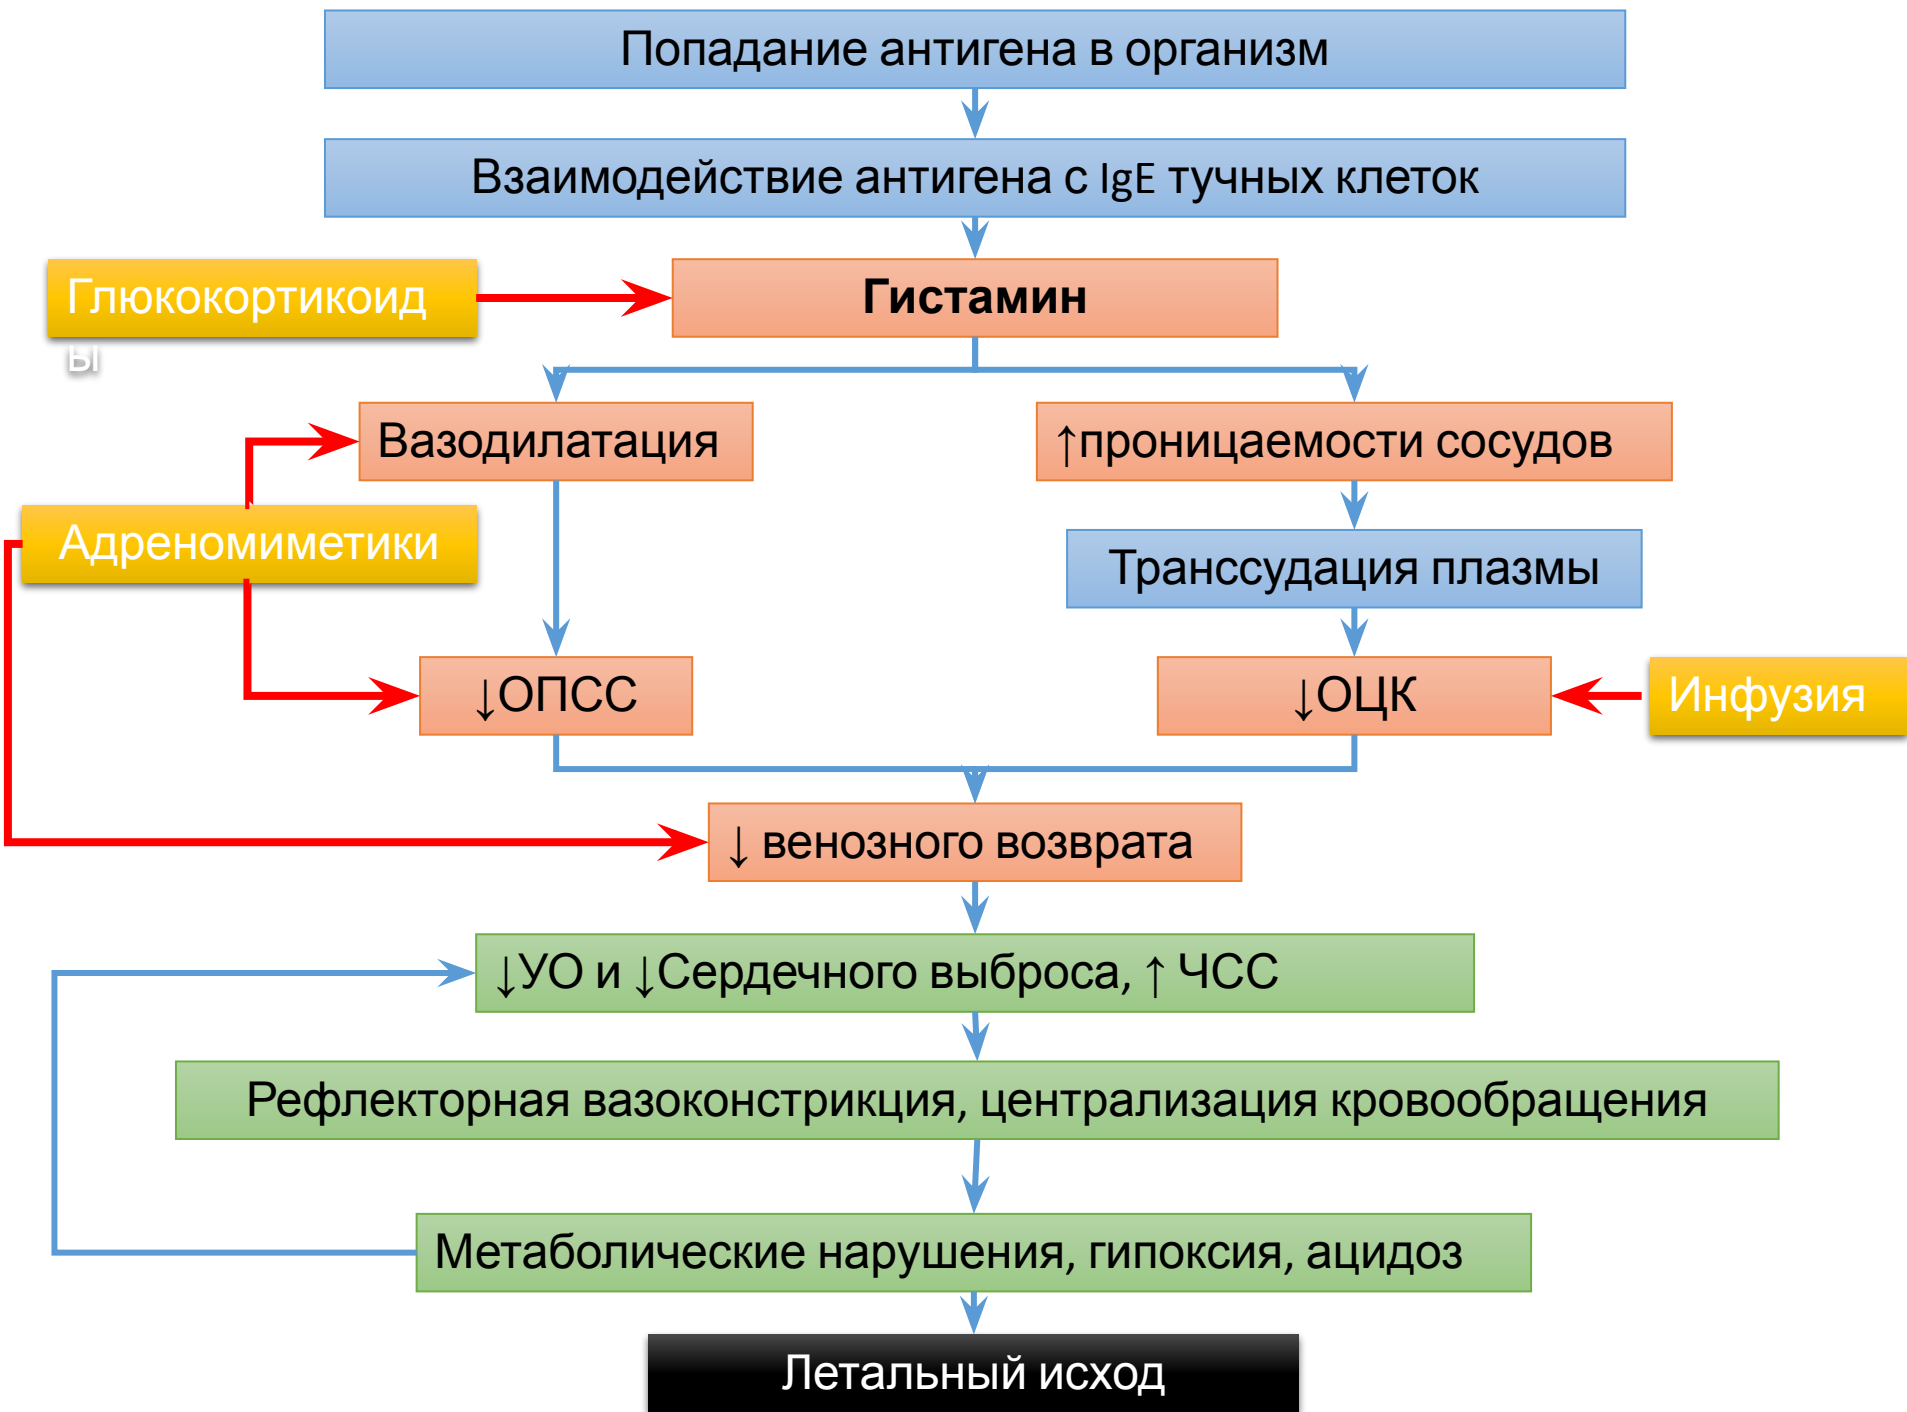 Попадание антигена в организм
Взаимодействие антигена с IgE тучных клеток
Глюкокортикоид
ы
Гистамин
Вазодилатация
↑проницаемости сосудов
Адреномиметики
Транссудация плазмы
↓ОПСС
↓ОЦК
Инфузия
↓ венозного возврата
↓УО и ↓Сердечного выброса, ↑ ЧСС
Рефлекторная вазоконстрикция, централизация кровообращения
Метаболические нарушения, гипоксия, ацидоз
Летальный исход